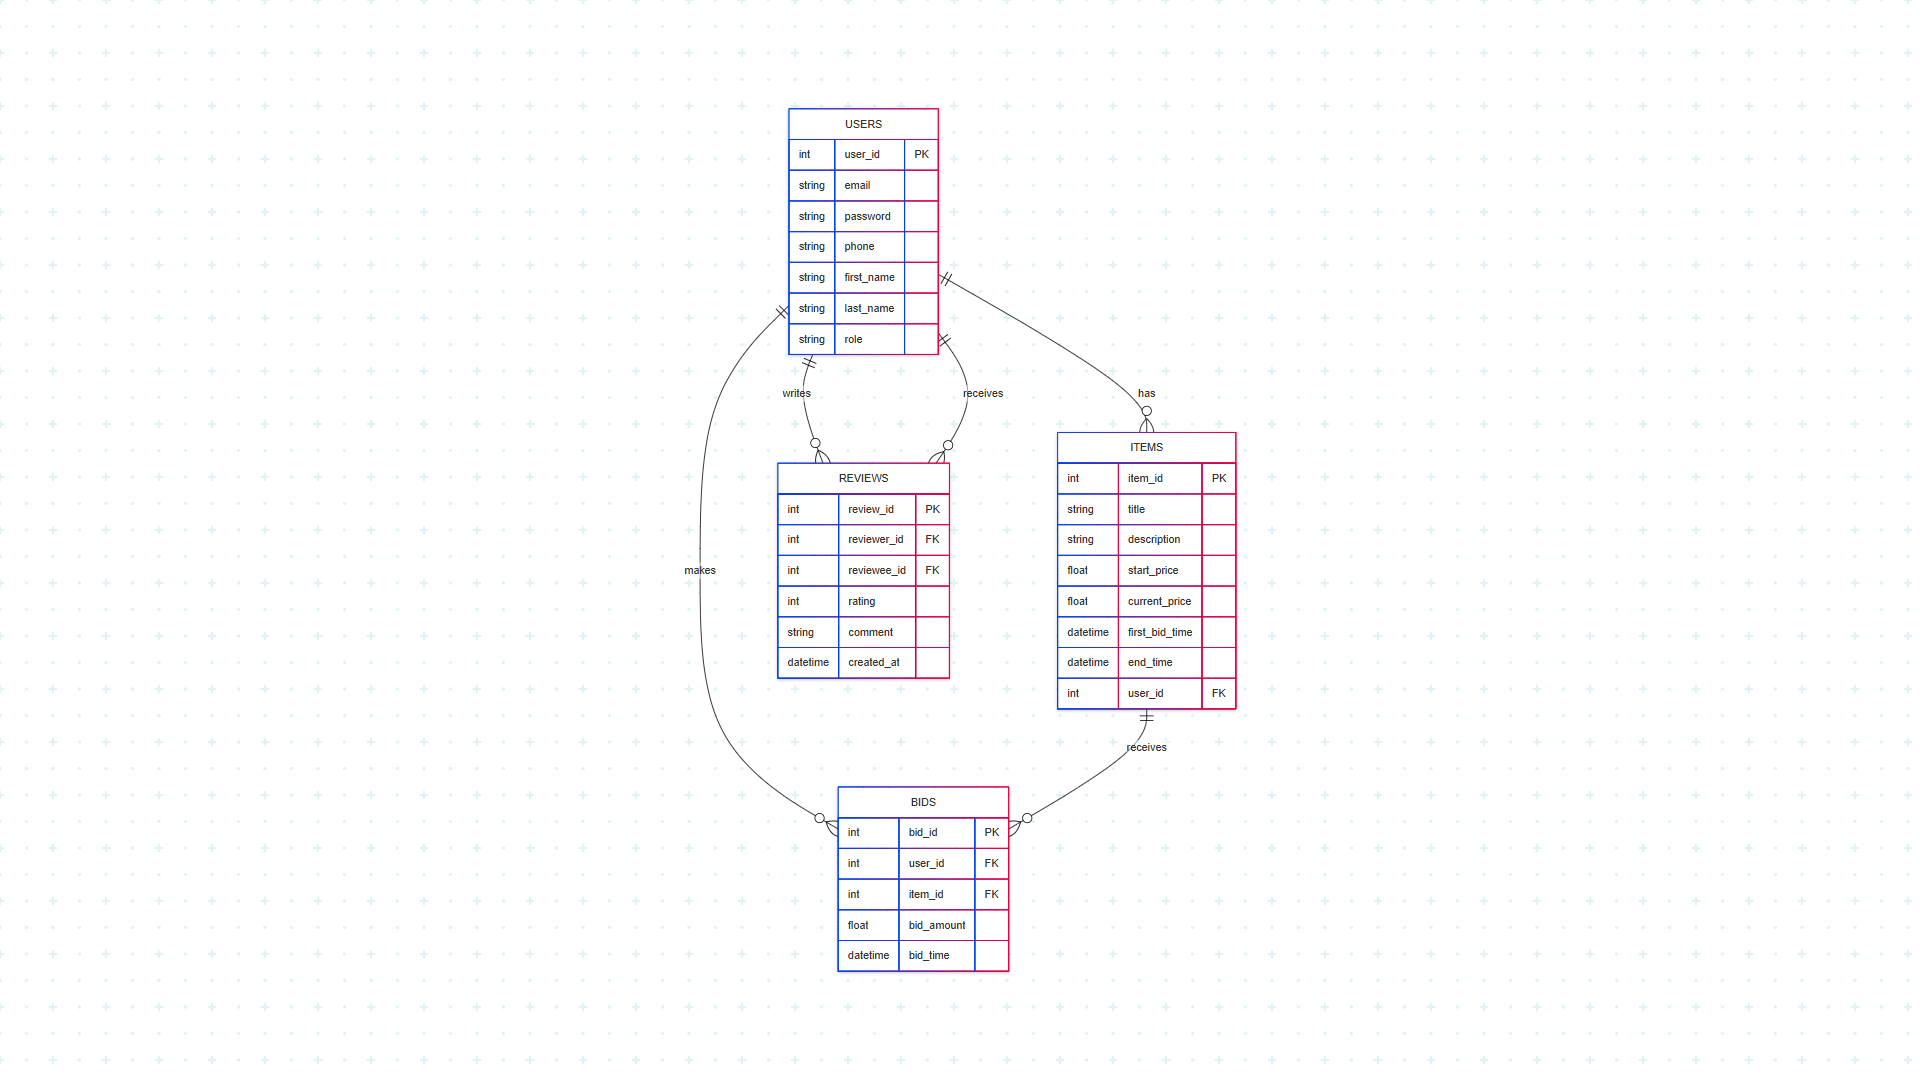 USERS
int user_id PK
string email
string password
string phone
string first_name
string last_name
string role
writes
receives
has
REVIEWS
int review_id PK
int reviewer_id FK
int reviewee_id FK
int rating
string comment
datetime created_at
ITEMS
int item_id PK
string title
string description
float start_price
float current_price
datetime first_bid_time
datetime end_time
int user_id FK
makes
receives
BIDS
int bid_id PK
int user_id FK
int item_id FK
float bid_amount
datetime bid_time